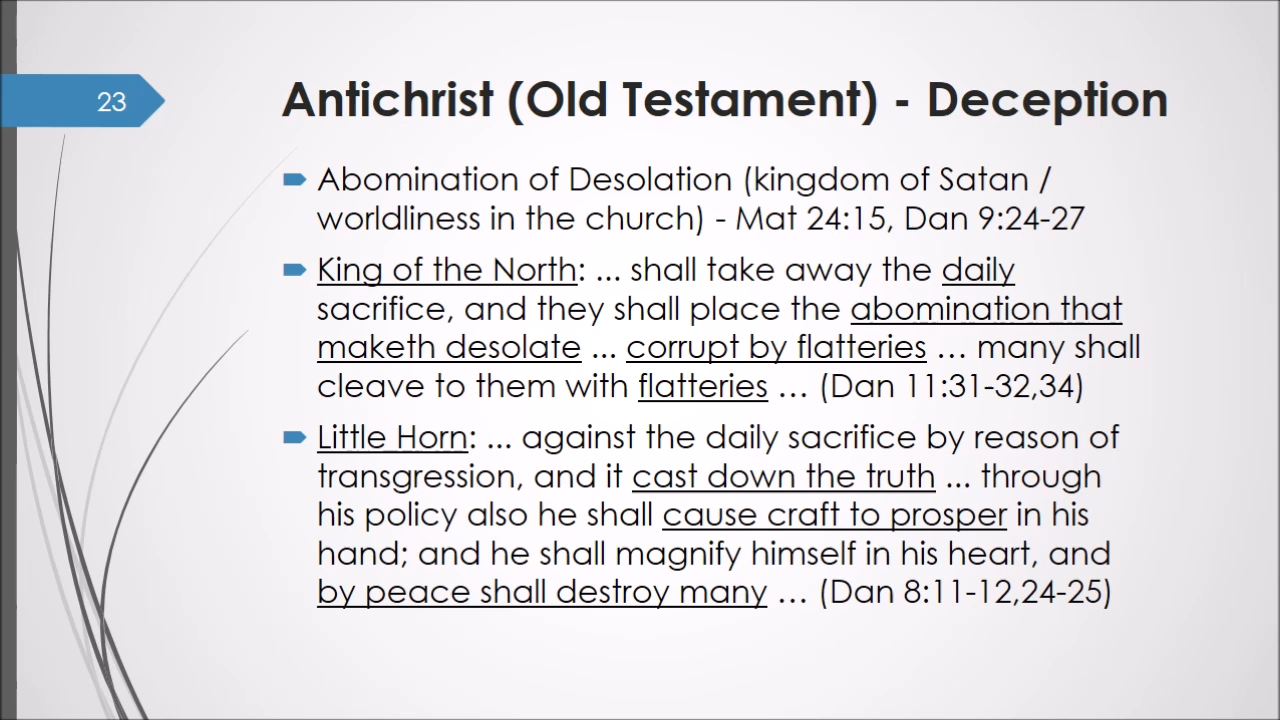 23
Antichrist (Old Testament) - Deception
Abomination of Desolation (kingdom of Satan /
worldliness in the church) - Mat 24:15, Dan 9:24-27
King of the North: ... shall take away the daily
sacrifice, and they shall place the abomination that
maketh desolate ... corrupt by flatteries … many shall
cleave to them with flatteries … (Dan 11:31-32,34)
Little Horn: ... against the daily sacrifice by reason of
transgression, and it cast down the truth ... through
his policy also he shall cause craft to prosper in his
hand; and he shall magnify himself in his heart, and
by peace shall destroy many … (Dan 8:11-12,24-25)